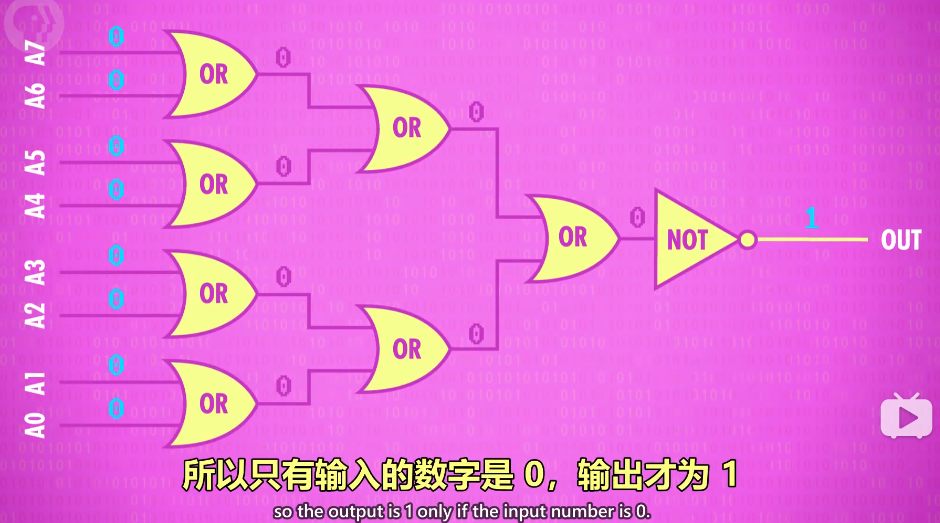 A7 0 OR 0
A6 0
OR 0
A5 0 OR 0
A4 0
OR 0 NOT 1 OUT
A3 0 OR 0
A2 0
OR 0
A1 0 OR 0
A0 0
所以只有输入的数字是 0，输出才为 1
so the output is 1 only if the input number is 0.